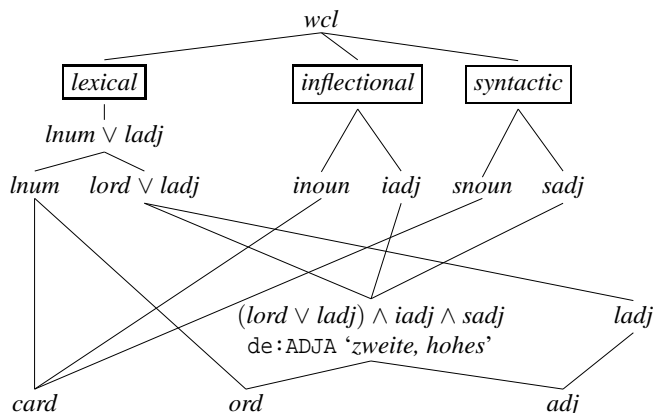 wcl
lexical inflectional syntactic
lnum ∨ ladj
lnum lord ∨ ladj inoun iadj snoun sadj
(lord ∨ ladj) ∧ iadj ∧ sadj ladj
de:ADJA ‘zweite, hohes’
card ord adj